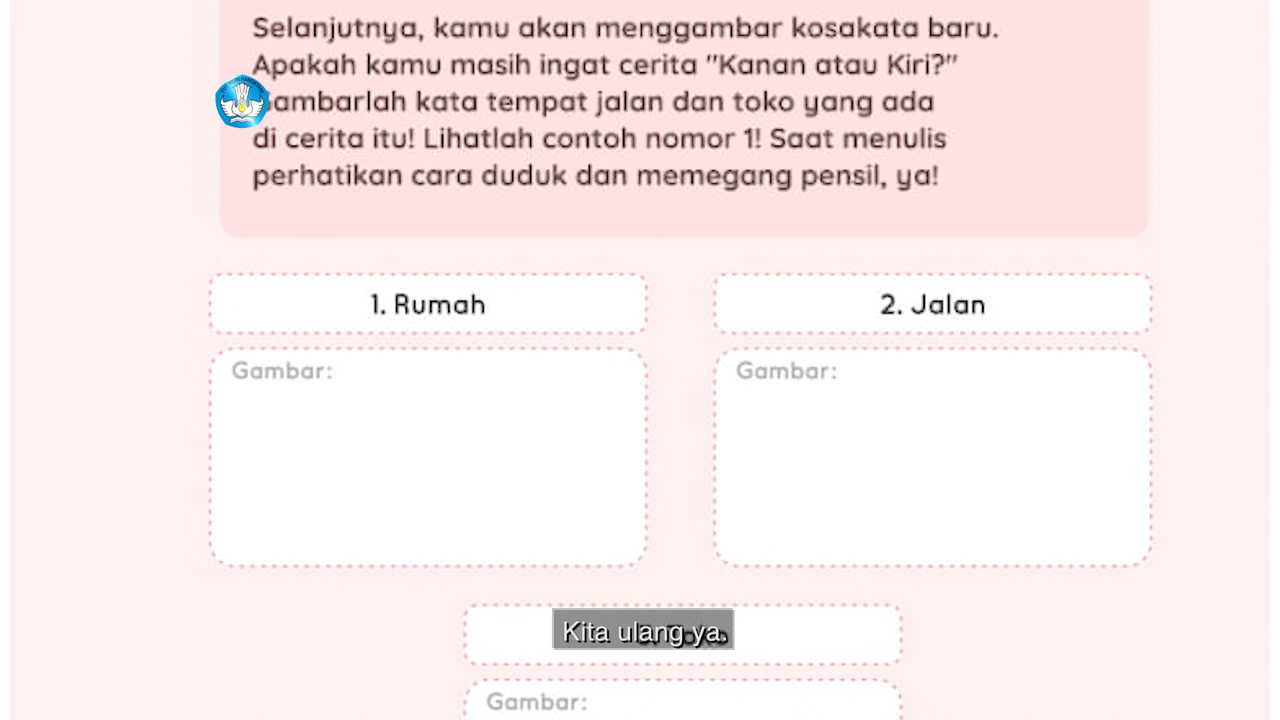 Selanjutnya, kamu akan menggambar kosakata baru.
Apakah kamu masih ingat cerita "Kanan atau Kiri?"
Gambarlah kata tempat jalan dan toko yang ada
di cerita itu! Lihatlah contoh nomor 1! Saat menulis
perhatikan cara duduk dan memegang pensil, ya!
1. Rumah
2. Jalan
Gambar:
Gambar:
Kita ulang ya.
Gambar: